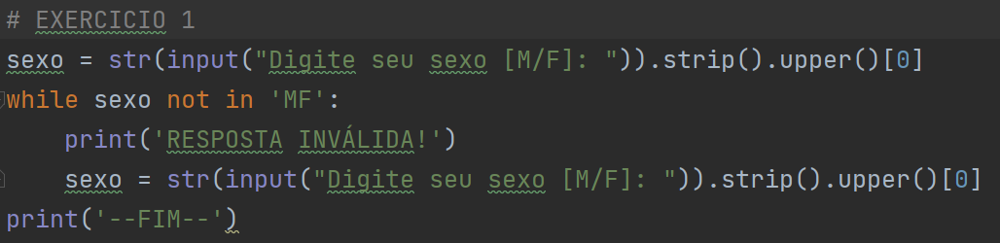 # EXERCICIO 1
sexo = str(input("Digite seu sexo [M/F]: ")).strip().upper()[0]
while sexo not in 'MF':
    print('RESPOSTA INVÁLIDA!')
    sexo = str(input("Digite seu sexo [M/F]: ")).strip().upper()[0]
print('--FIM--')